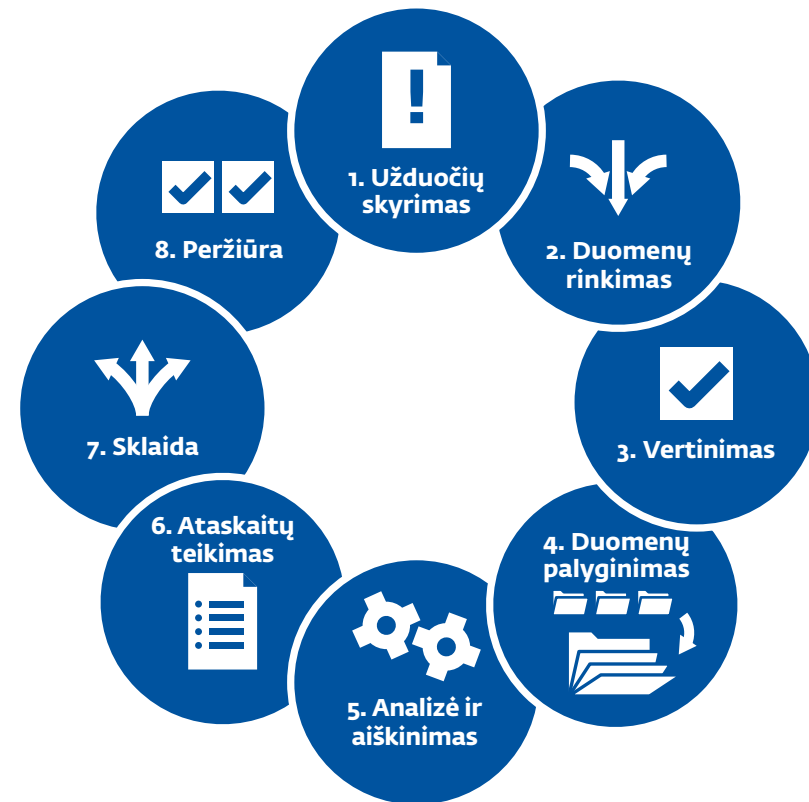 1. Užduočių
skyrimas
2. Duomenų
rinkimas
3. Vertinimas
4. Duomenų
palyginimas
5. Analizė ir
aiškinimas
6. Ataskaitų
teikimas
7. Sklaida
8. Peržiūra